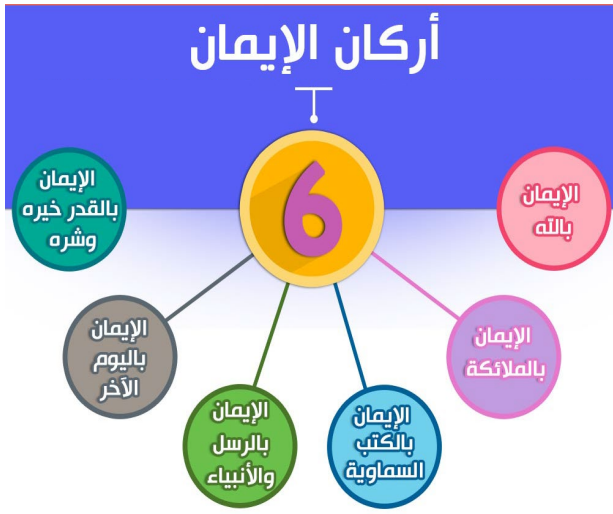 أركان الإيمان
6
الإيمان
بالله
الإيمان
بالملائكة
الإيمان
بالكتب
السماوية
الإيمان
بالرسل
والأنبياء
الإيمان
باليوم
الآخر
الإيمان
بالقدر خيره
وشره